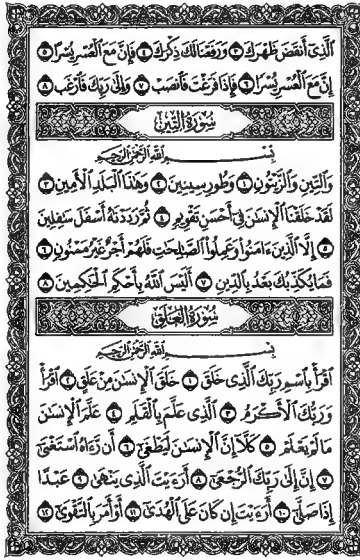 ٱلَّذِىٓ أَنقَضَ ظَهْرَكَ ٣ وَرَفَعْنَا لَكَ ذِكْرَكَ ٤ فَإِنَّ مَعَ ٱلْعُسْرِ يُسْرًا ٥
إِنَّ مَعَ ٱلْعُسْرِ يُسْرًا ٦ فَإِذَا فَرَغْتَ فَٱنصَبْ ٧ وَإِلَىٰ رَبِّكَ فَٱرْغَب ٨
سُورَةُ التِّينِ
بِسْمِ ٱللَّهِ ٱلرَّحْمَٰنِ ٱلرَّحِيمِ
وَٱلتِّينِ وَٱلزَّيْتُونِ ١ وَطُورِ سِينِينَ ٢ وَهَٰذَا ٱلْبَلَدِ ٱلْأَمِينِ ٣
لَقَدْ خَلَقْنَا ٱلْإِنسَٰنَ فِىٓ أَحْسَنِ تَقْوِيمٍ ٤ ثُمَّ رَدَدْنَٰهُ أَسْفَلَ سَٰفِلِينَ
٥ إِلَّا ٱلَّذِينَ ءَامَنُوا۟ وَعَمِلُوا۟ ٱلصَّٰلِحَٰتِ فَلَهُمْ أَجْرٌ غَيْرُ مَمْنُونٍ ٦
فَمَا يُكَذِّبُكَ بَعْدُ بِٱلدِّينِ ٧ أَلَيْسَ ٱللَّهُ بِأَحْكَمِ ٱلْحَٰكِمِينَ ٨
سُورَةُ العَلَقِ
بِسْمِ ٱللَّهِ ٱلرَّحْمَٰنِ ٱلرَّحِيمِ
ٱقْرَأْ بِٱسْمِ رَبِّكَ ٱلَّذِى خَلَقَ ١ خَلَقَ ٱلْإِنسَٰنَ مِنْ عَلَقٍ ٢ ٱقْرَأْ
وَرَبُّكَ ٱلْأَكْرَمُ ٣ ٱلَّذِى عَلَّمَ بِٱلْقَلَمِ ٤ عَلَّمَ ٱلْإِنسَٰنَ
مَا لَمْ يَعْلَمْ ٥ كَلَّآ إِنَّ ٱلْإِنسَٰنَ لَيَطْغَىٰٓ ٦ أَن رَّءَاهُ ٱسْتَغْنَىٰٓ
٧ إِنَّ إِلَىٰ رَبِّكَ ٱلرُّجْعَىٰٓ ٨ أَرَءَيْتَ ٱلَّذِى يَنْهَىٰ ٩ عَبْدًا
إِذَا صَلَّىٰٓ ١٠ أَرَءَيْتَ إِن كَانَ عَلَى ٱلْهُدَىٰٓ ١١ أَوْ أَمَرَ بِٱلتَّقْوَىٰٓ ١٢